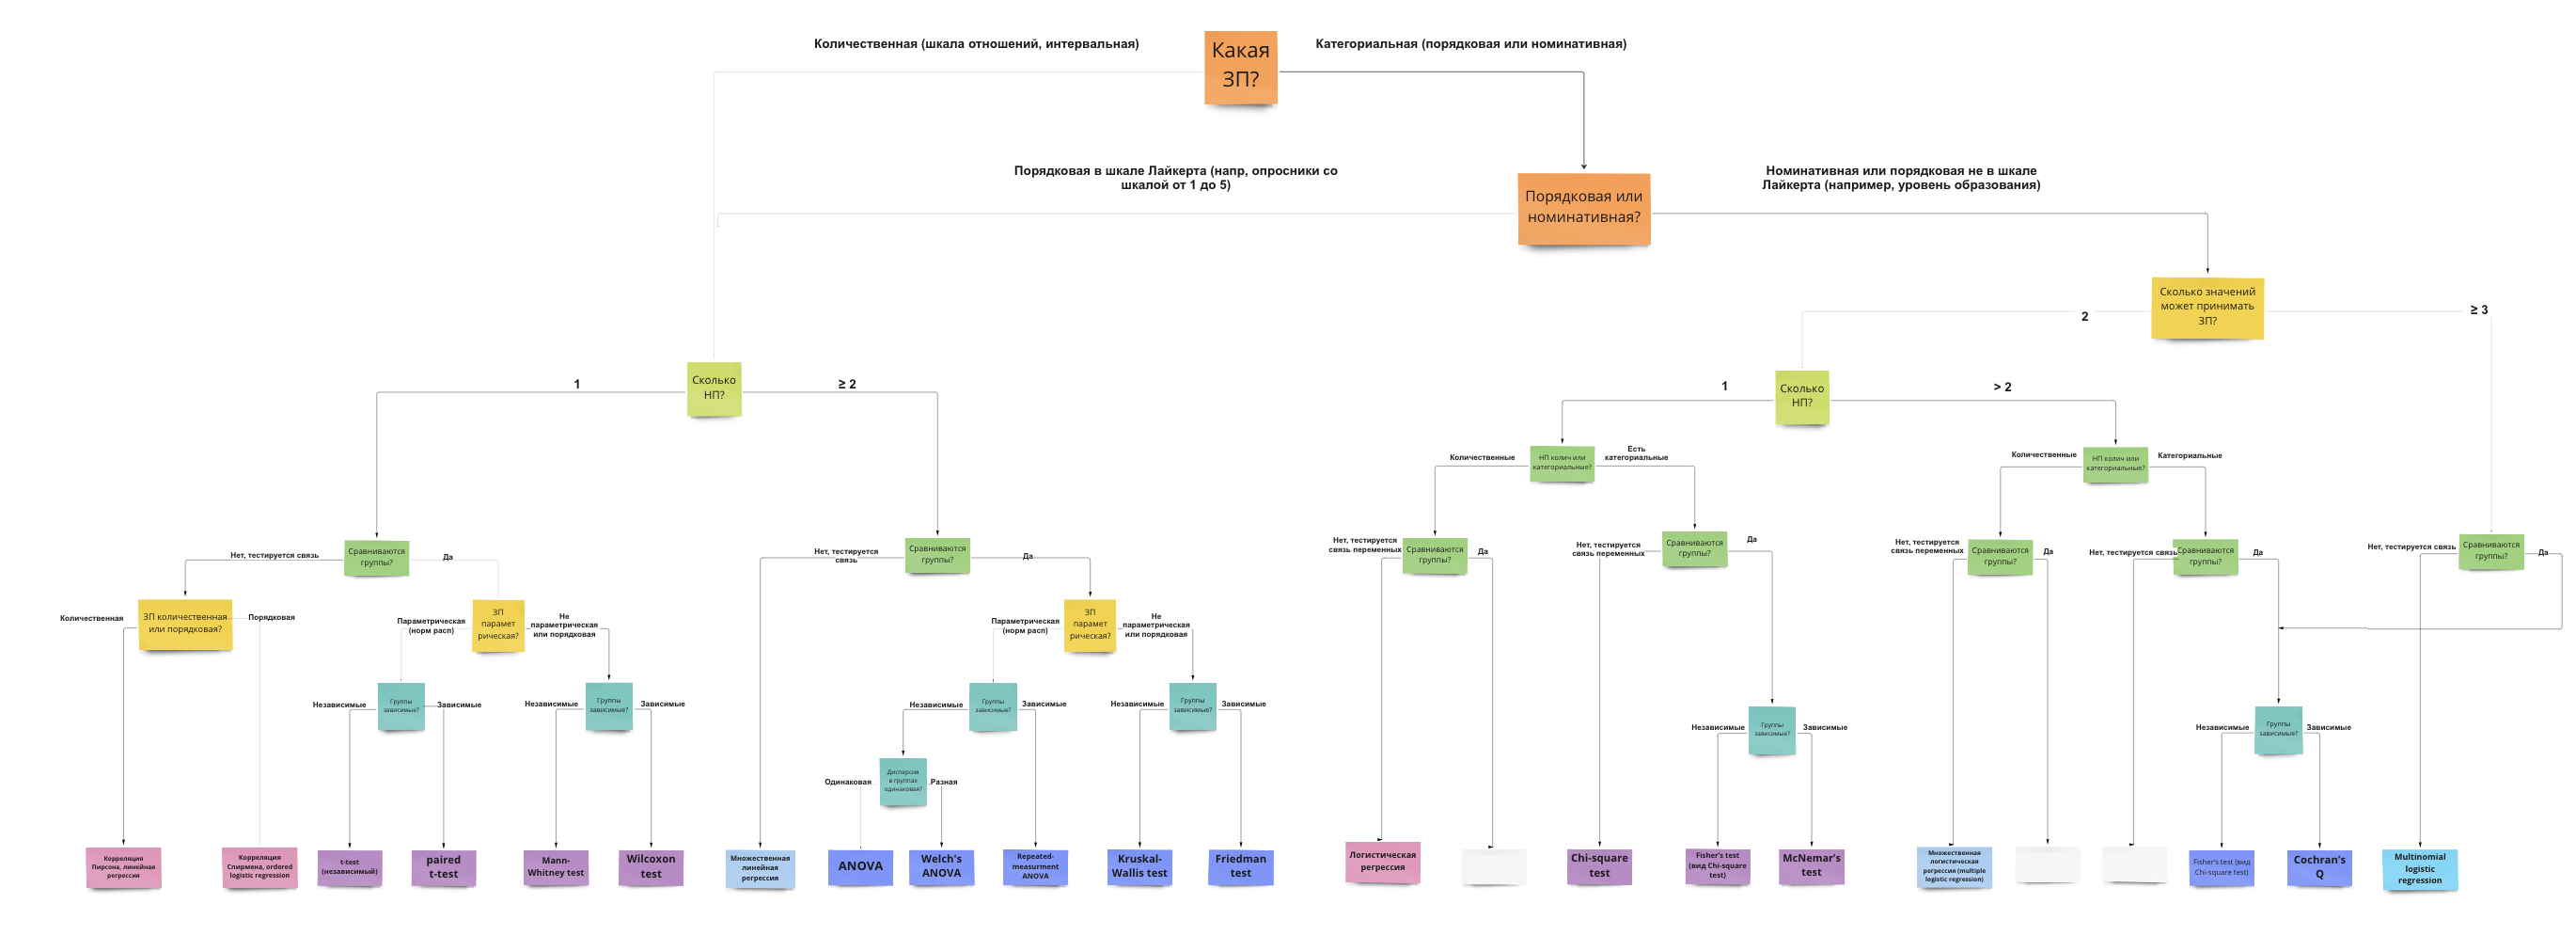 Количественная (шкала отношений, интервальная)
Какая
ЗП?
Категориальная (порядковая или номинативная)
Порядковая в шкале Лайкерта (напр, опросники со
шкалой от 1 до 5)
Порядковая или
номинативная?
Номинативная или порядковая не в шкале
Лайкерта (например, уровень образования)
Сколько значений
может принимать
ЗП?
2
≥ 3
Сколько
НП?
1
≥ 2
Сколько
НП?
1
> 2
НП колич или
категориальные?
Количественные
Есть
категориальные
НП колич или
категориальные?
Количественные
Категориальные
Сравниваются
группы?
Нет, тестируется связь
Да
Сравниваются
группы?
Нет, тестируется
связь
Да
Сравниваются
группы?
Нет, тестируется
связь переменных
Да
Сравниваются
группы?
Нет, тестируется
связь переменных
Да
Сравниваются
группы?
Нет, тестируется
связь переменных
Да
Сравниваются
группы?
Нет, тестируется связь
Да
Сравниваются
группы?
Нет, тестируется связь
Да
ЗП количественная
или порядковая?
Количественная
Порядковая
ЗП
парамет
рическая?
Параметрическая
(норм расп)
Не
параметрическая
или порядковая
ЗП
парамет
рическая?
Параметрическая
(норм расп)
Не
параметрическая
или порядковая
Группы
зависимые?
Независимые
Зависимые
Группы
зависимые?
Независимые
Зависимые
Группы
зависимые?
Независимые
Зависимые
Группы
зависимые?
Независимые
Зависимые
Группы
зависимые?
Независимые
Зависимые
Группы
зависимые?
Независимые
Зависимые
Дисперсия
в группах
одинаковая?
Одинаковая
Разная
Корреляция
Пирсона, линейная
регрессия
Корреляция
Спирмена, ordered
logistic regression
t-test
(независимый)
paired
t-test
Mann-
Whitney test
Wilcoxon
test
Множественная
линейная
регрессия
ANOVA
Welch's
ANOVA
Repeated-
measurment
ANOVA
Kruskal-
Wallis test
Friedman
test
Логистическая
регрессия
Chi-square
test
Fisher's test
(вид Chi-square
test)
McNemar's
test
Множественная
логистическая
регрессия (multiple
logistic regression)
Fisher's test (вид
Chi-square test)
Cochran's
Q
Multinomial
logistic
regression